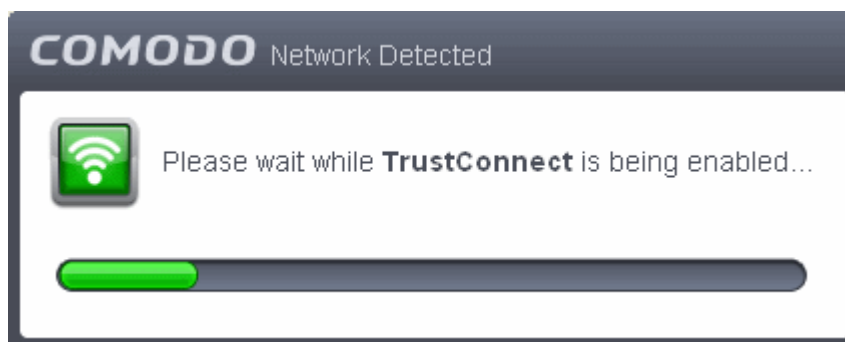 COMODO Network Detected
Please wait while TrustConnect is being enabled...